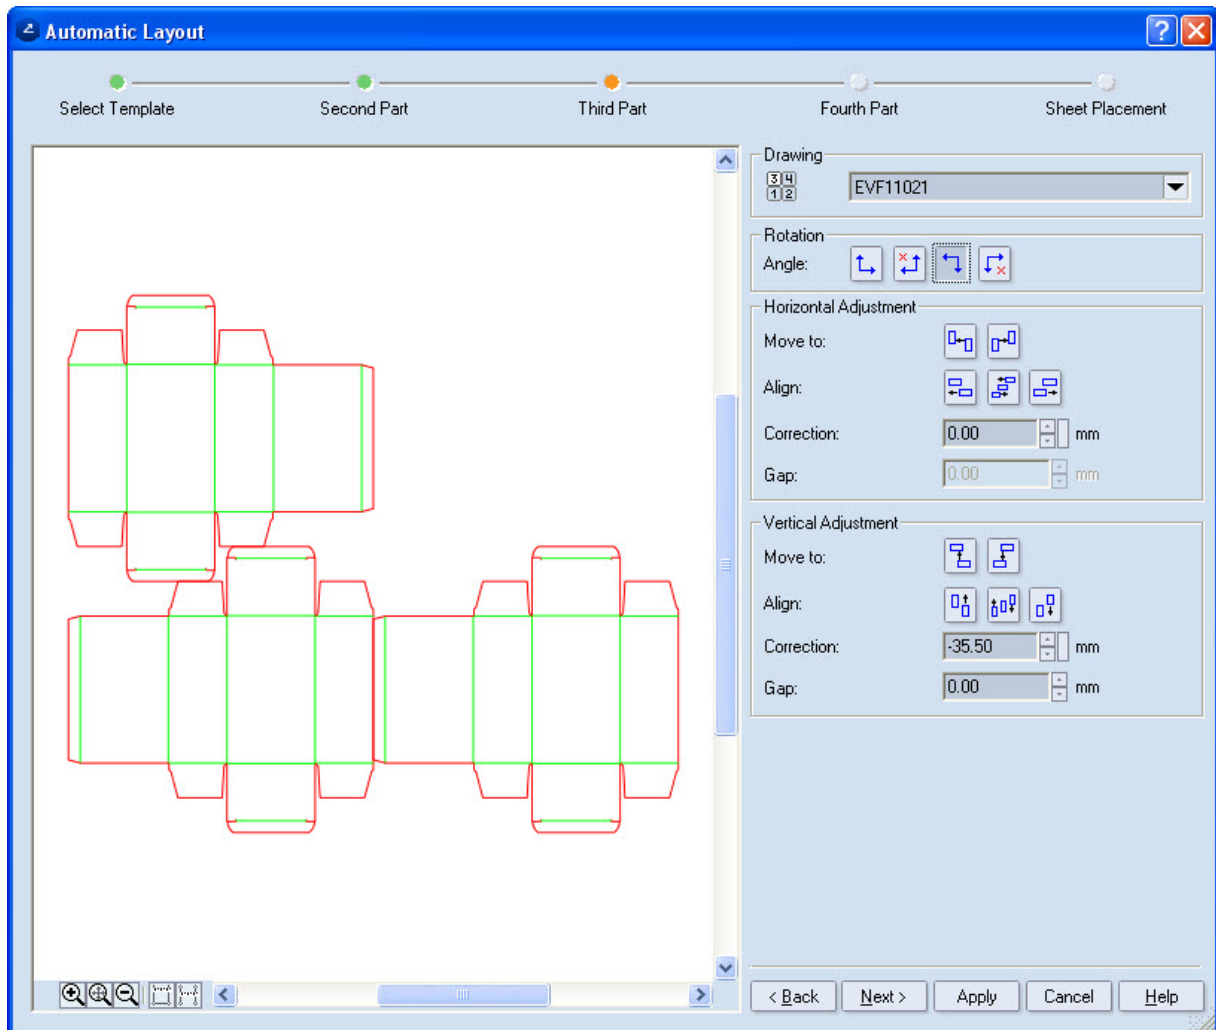 Automatic Layout
Select Template Second Part Third Part Fourth Part Sheet Placement
Drawing
3 4
1 2
EVF11021
Rotation
Angle:
Horizontal Adjustment
Move to:
Align:
Correction: 0.00 mm
Gap: 0.00 mm
Vertical Adjustment
Move to:
Align:
Correction: -35.50 mm
Gap: 0.00 mm
< Back Next > Apply Cancel Help